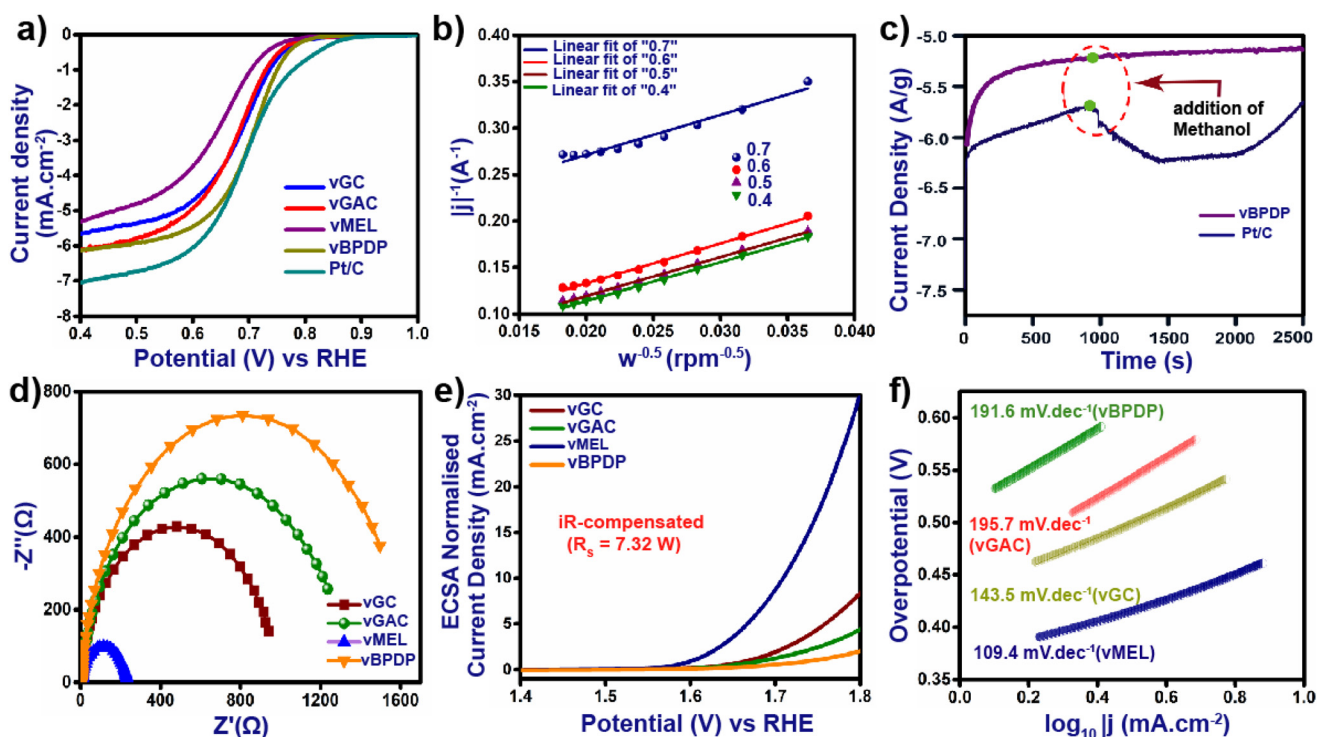 a)
Current density
(mA.cm-2)
0
-1
-2
-3
-4
-5
-6
-7
-8
vGC
vGAC
vMEL
vBPDP
Pt/C
0.4 0.5 0.6 0.7 0.8 0.9 1.0
Potential (V) vs RHE
b)
|j|-1(A-1)
0.40
0.35
0.30
0.25
0.20
0.15
0.10
Linear fit of "0.7"
Linear fit of "0.6"
Linear fit of "0.5"
Linear fit of "0.4"
0.7
0.6
0.5
0.4
0.016 0.020 0.024 0.028 0.032 0.036 0.040
w-0.5 (rpm-0.5)
c)
Current Density (A/g)
-5.0
-5.5
-6.0
-6.5
-7.0
-7.5
addition of
Methanol
vBPDP
Pt/C
0 500 1000 1500 2000 2500
Time (s)
d)
-Z''(Ω)
800
600
400
200
0
vGC
vGAC
vMEL
vBPDP
0 400 800 1200 1600
Z'(Ω)
e)
ECSA Normalised
Current Density (mA.cm-2)
30
25
20
15
10
5
0
vGC
vGAC
vMEL
vBPDP
iR-compensated
(Rs = 7.32 W)
1.4 1.5 1.6 1.7 1.8
Potential (V) vs RHE
f)
Overpotential (V)
0.60
0.55
0.50
0.45
0.40
0.35
191.6 mV.dec-1(vBPDP)
195.7 mV.dec-1
(vGAC)
143.5 mV.dec-1(vGC)
109.4 mV.dec-1(vMEL)
0.0 0.2 0.4 0.6 0.8 1.0
log10 |j (mA.cm-2)